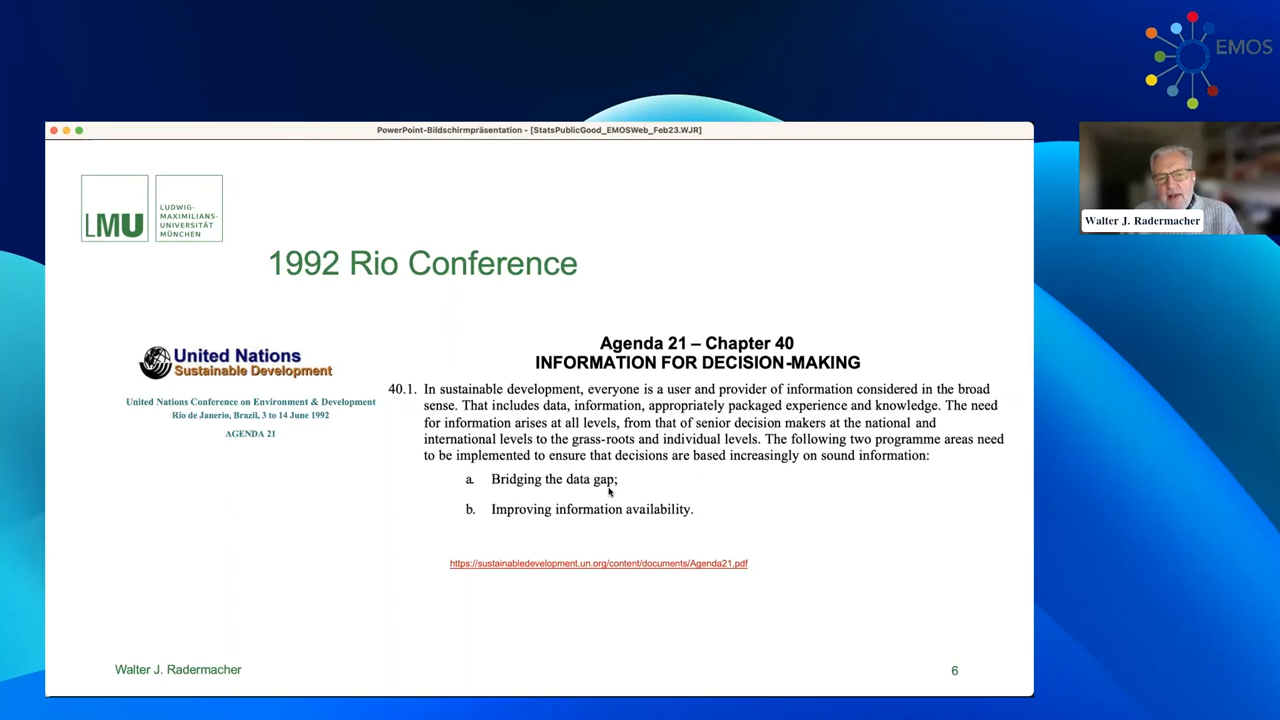 EMOS
PowerPoint-Bildschirmpräsentation - [StatsPublicGood_EMOSWeb_Feb23.WJR]
LMU
LUDWIG-
MAXIMILIANS-
UNIVERSITÄT
MÜNCHEN
Walter J. Radermacher
1992 Rio Conference
United Nations
Sustainable Development
United Nations Conference on Environment & Development
Rio de Janerio, Brazil, 3 to 14 June 1992
AGENDA 21
Agenda 21 – Chapter 40
INFORMATION FOR DECISION-MAKING
40.1. In sustainable development, everyone is a user and provider of information considered in the broad
sense. That includes data, information, appropriately packaged experience and knowledge. The need
for information arises at all levels, from that of senior decision makers at the national and
international levels to the grass-roots and individual levels. The following two programme areas need
to be implemented to ensure that decisions are based increasingly on sound information:
a. Bridging the data gap;
b. Improving information availability.
https://sustainabledevelopment.un.org/content/documents/Agenda21.pdf
Walter J. Radermacher
6